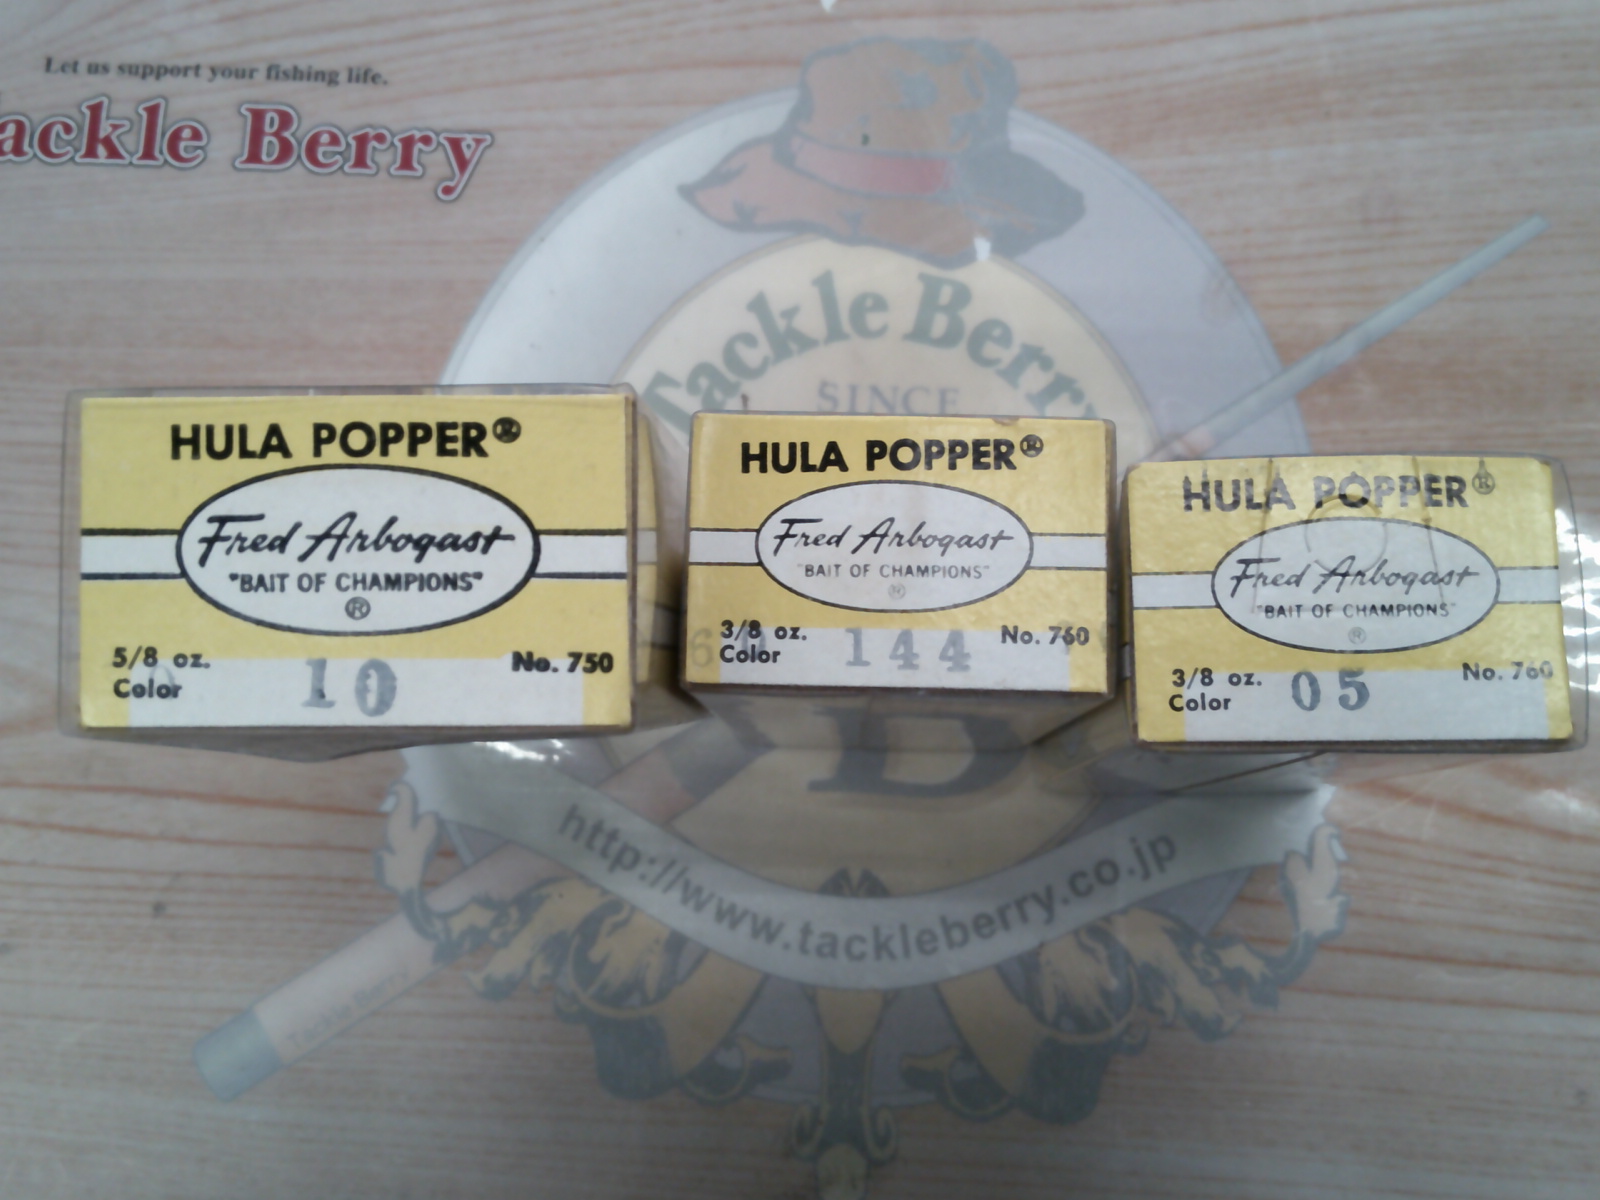 Let us support your fishing life.
ackle Berry
Tackle Berry
SINCE
HULA POPPER®
Fred Arbogast
"BAIT OF CHAMPIONS"
®
5/8 oz.
No. 750
Color
10
HULA POPPER®
Fred Arbogast
"BAIT OF CHAMPIONS"
®
3/8 oz.
No. 760
Color
144
HULA POPPER®
Fred Arbogast
"BAIT OF CHAMPIONS"
®
3/8 oz.
No. 760
Color
05
http://www.tackleberry.co.jp
Tackle Berry